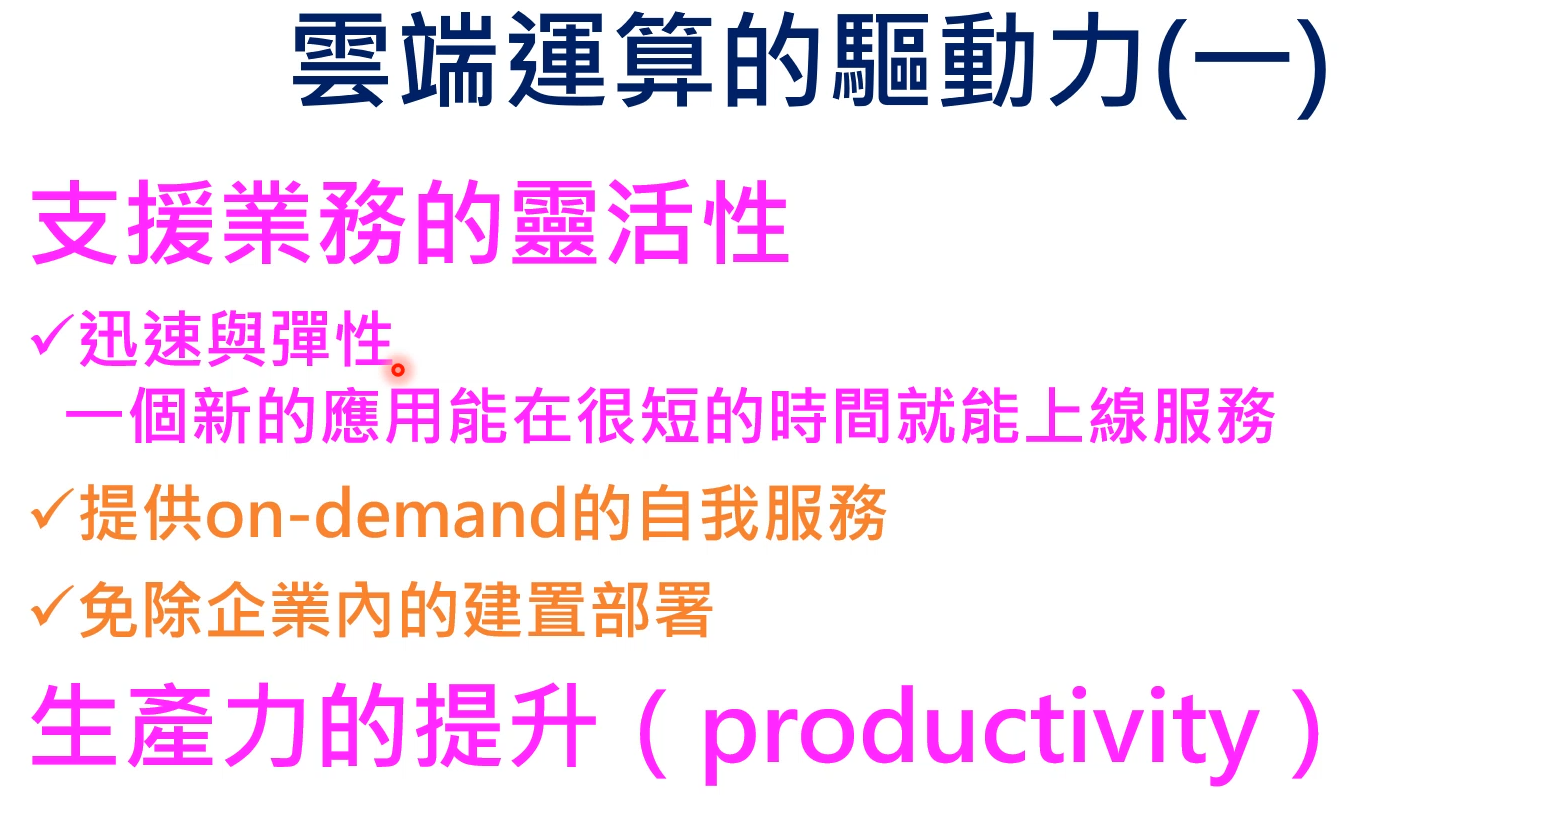 雲端運算的驅動力(一)
支援業務的靈活性
✓迅速與彈性
一個新的應用能在很短的時間就能上線服務
✓提供on-demand的自我服務
✓免除企業內的建置部署
生產力的提升（productivity）